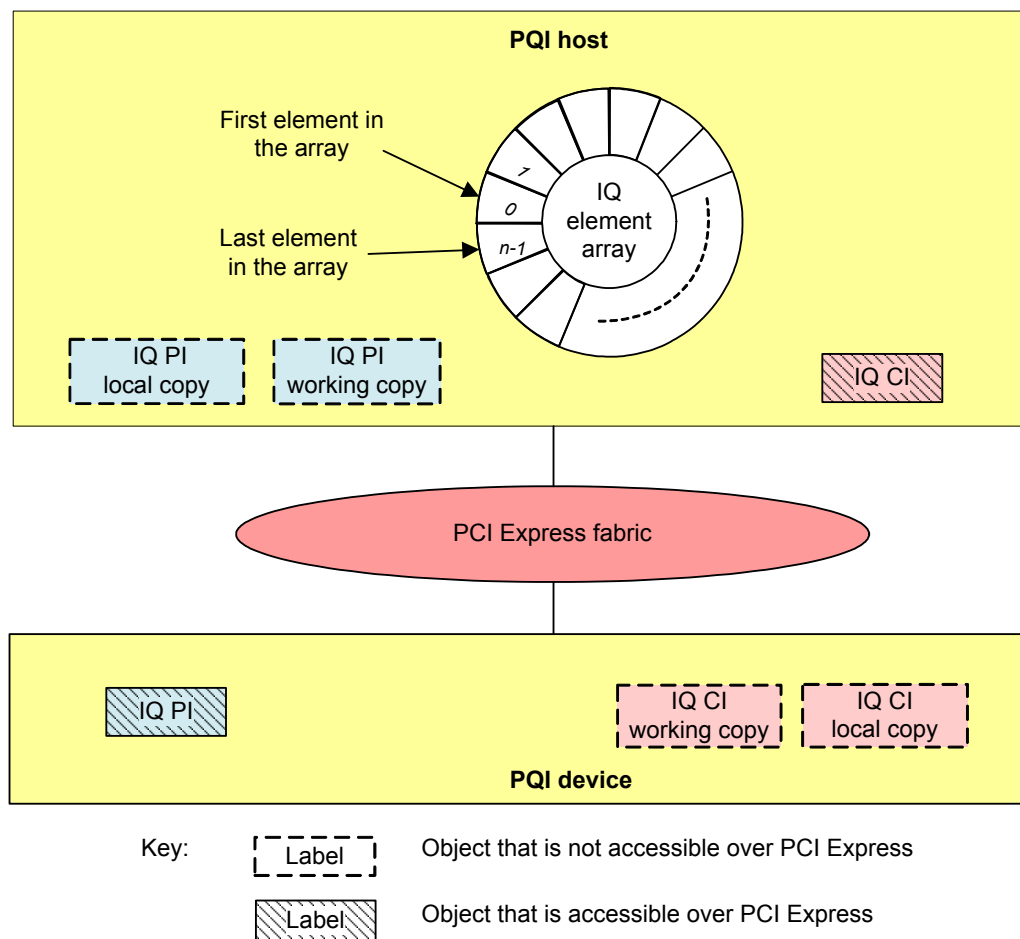 PQI host
First element in
the array
1
0
n-1
IQ
element
array
Last element
in the array
IQ PI
local copy
IQ PI
working copy
IQ CI
PCI Express fabric
IQ PI
IQ CI
working copy
IQ CI
local copy
PQI device
Key:
Label
Object that is not accessible over PCI Express
Label
Object that is accessible over PCI Express